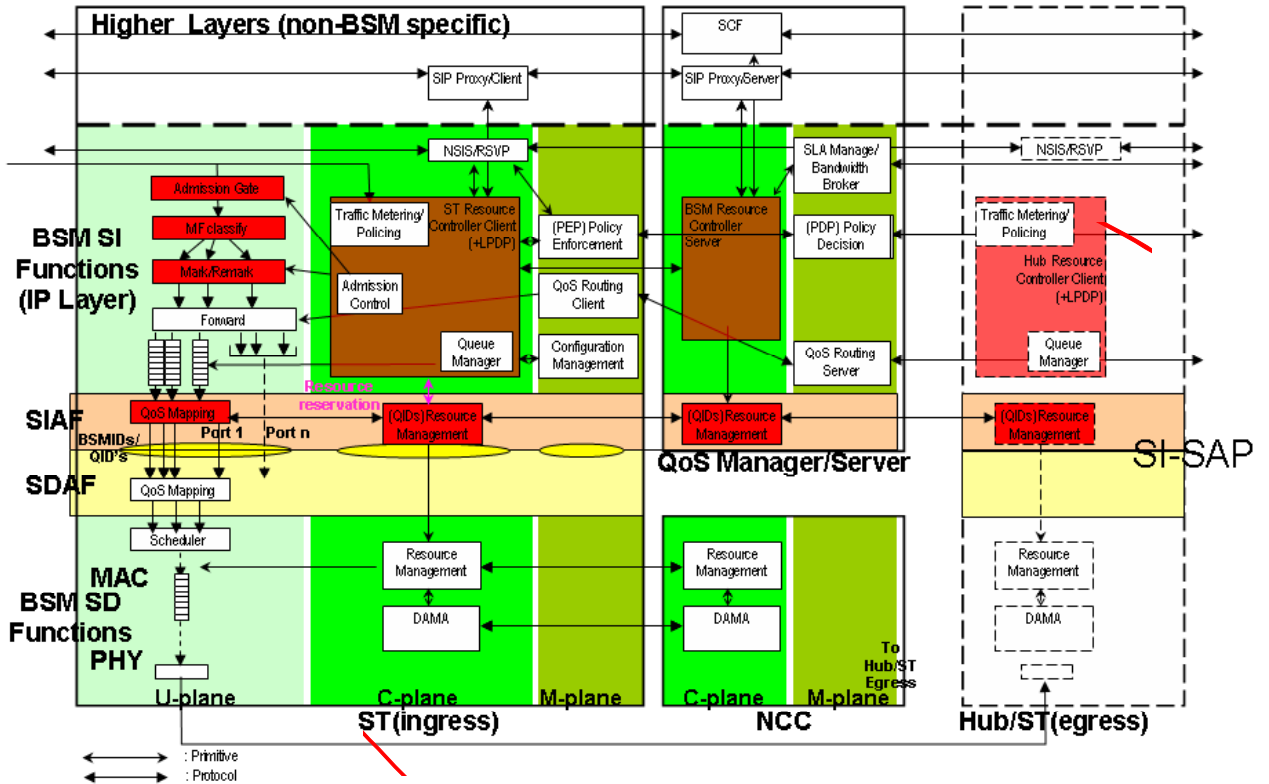 Higher Layers (non-BSM specific)
SCF
SIP Proxy/Client
SIP Proxy/Server
NSIS/RSVP
SLA Manage/
Bandwidth
Broker
NSIS/RSVP
BSM SI
Functions
(IP Layer)
Admission Gate
MF classify
Mark/Remark
Forward
Traffic Metering/
Policing
ST Resource
Controller Client
(+LPDP)
Admission
Control
Queue
Manager
(PEP) Policy
Enforcement
QoS Routing
Client
Configuration
Management
BSM Resource
Controller
Server
(PDP) Policy
Decision
QoS Routing
Server
Traffic Metering/
Policing
Hub Resource
Controller Client
(+LPDP)
Queue
Manager
Resource
reservation
SIAF
QoS Mapping
Port 1
Port n
BSMIDs/
QID's
(QIDs)Resource
Management
(QIDs)Resource
Management
(QIDs)Resource
Management
QoS Manager/Server
SI-SAP
SDAF
QoS Mapping
Scheduler
MAC
BSM SD
Functions
PHY
Resource
Management
DAMA
Resource
Management
DAMA
Resource
Management
DAMA
To
Hub/ST
Egress
U-plane
C-plane
M-plane
C-plane
M-plane
ST(ingress)
NCC
Hub/ST(egress)
: Primitive
: Protocol